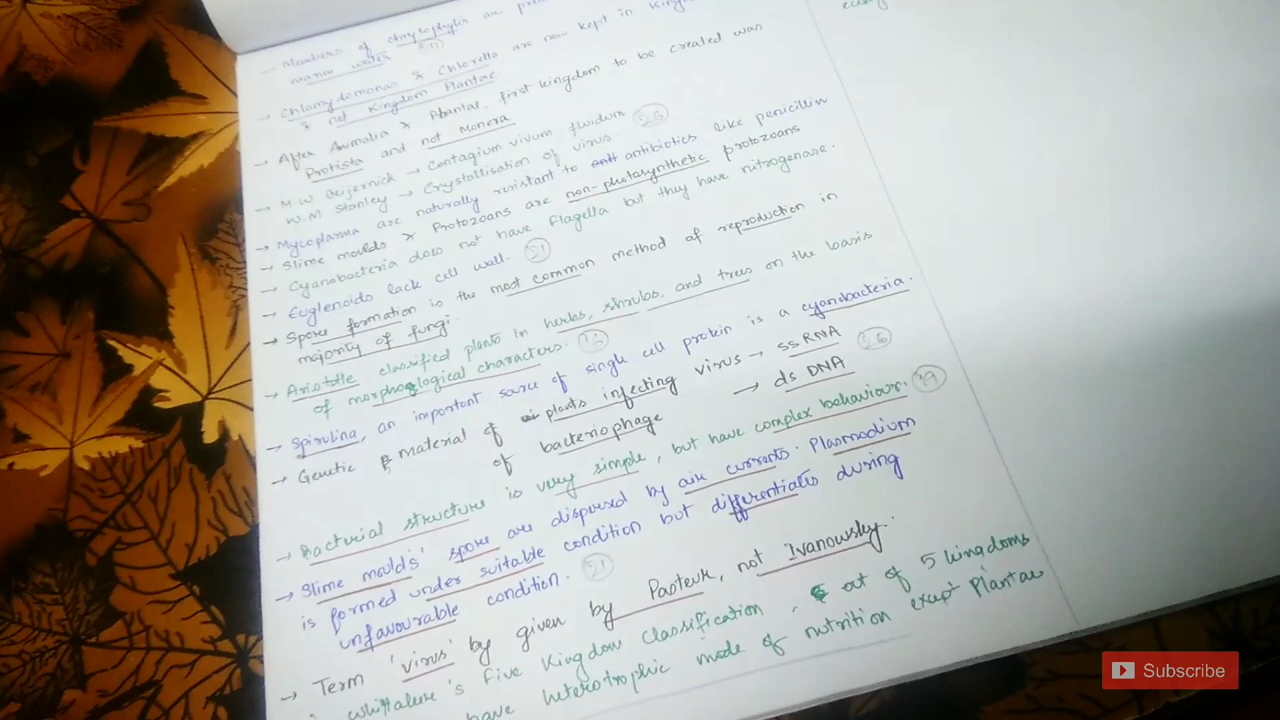 → Members of chrysophytes are
marine water
→ Chlamydomonas & Chlorella are now kept in
& not Kingdom Plantae
→ After Animalia & Plantae, first kingdom to be created was
Protista and not Monera
→ M.W Beijernick → Contagium vivum fluidum
W.M Stanley → Crystallisation of virus. 25
→ Mycoplasma are naturally resistant to antibiotics like penicillin
→ Slime moulds & Protozoans are non-photosynthetic protozoans
→ Cyanobacteria does not have flagella but they have nitrogenase.
→ Euglenoids lack cell wall. 21
→ Spore formation is the most common method of reproduction in
majority of fungi.
→ Aristotle classified plants in herbs, shrubs, and trees on the basis
of morphological characters.
→ Spirulina, an important source of single cell protein is a cyanobacteria.
→ Genetic material of plants infecting virus → ssRNA
of bacteriophage → ds DNA 26
→ Bacterial structure is very simple, but have complex behaviour. 19
→ Slime moulds' spore are dispersed by air currents. Plasmodium
is formed under suitable condition but differentiates during
unfavourable condition. 21
→ Term 'virus' by given by Pasteur, not Ivanowsky.
Whittaker's Five Kingdom Classification, out of 5 kingdoms
have heterotrophic mode of nutrition except Plantae
Subscribe